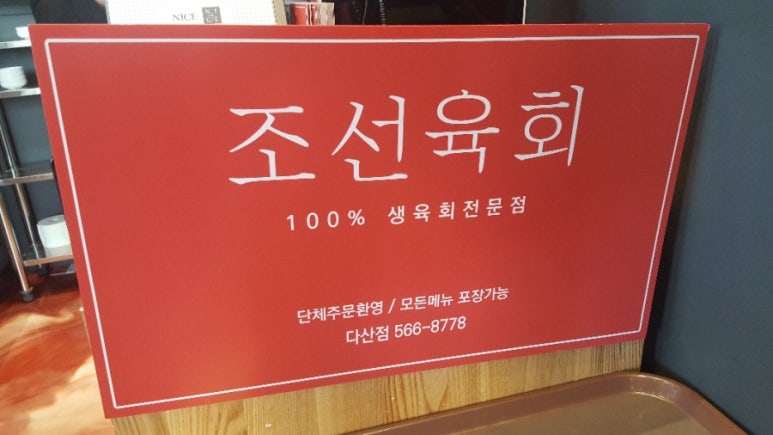 NICE
조선육회
100% 생육회전문점
단체주문환영 / 모든메뉴 포장가능
다산점 566-8778